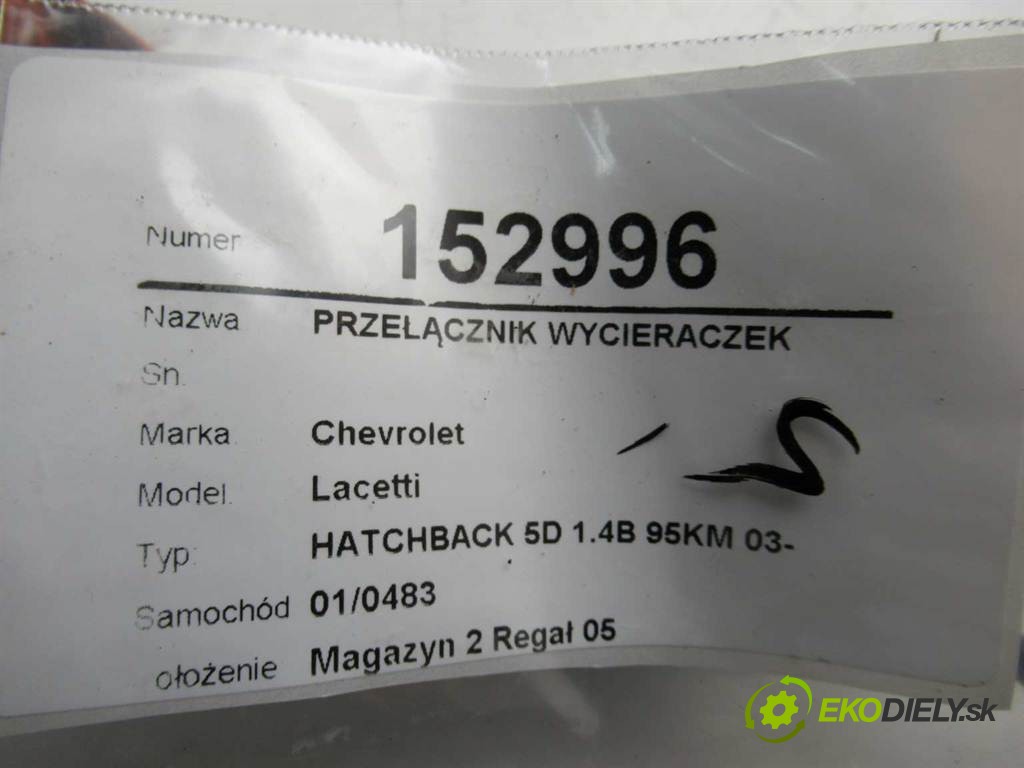 Numer 152996
Nazwa PRZEŁĄCZNIK WYCIERACZEK
Sn.
Marka Chevrolet
Model. Lacetti
Typ: HATCHBACK 5D 1.4B 95KM 03-
Samochód 01/0483
ołożenie Magazyn 2 Regał 05
EKODIELY.sk